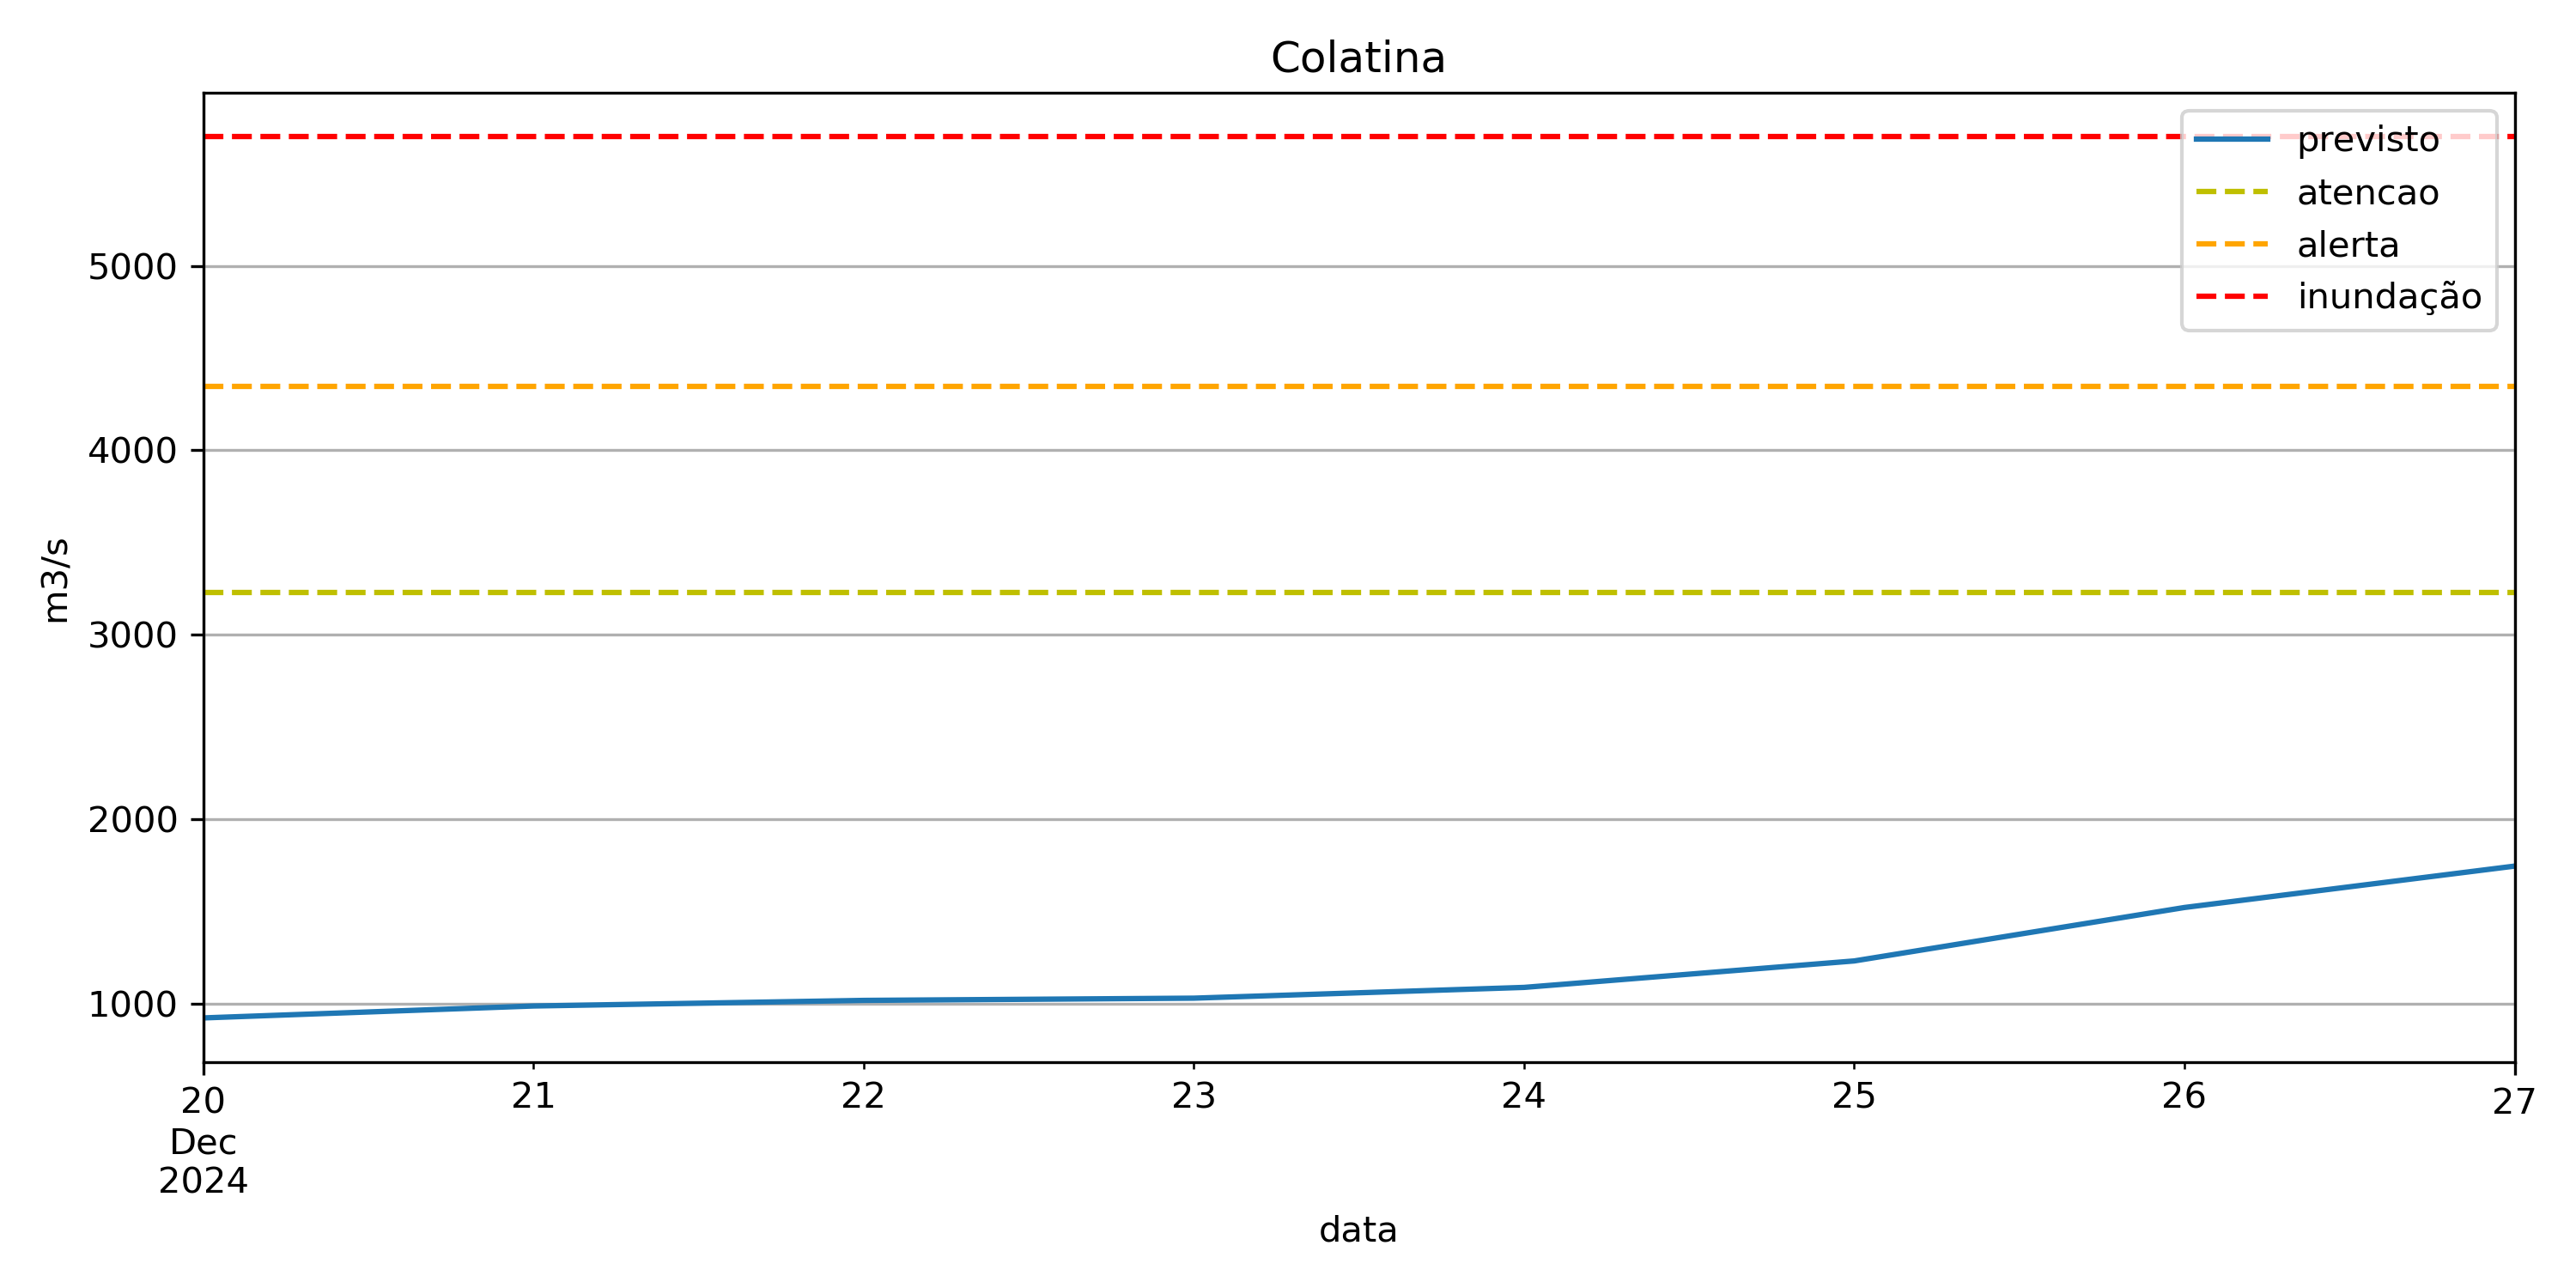 Colatina
previsto
atencao
alerta
inundação
5000
4000
3000
2000
1000
m3/s
20 21 22 23 24 25 26 27
Dec
2024
data